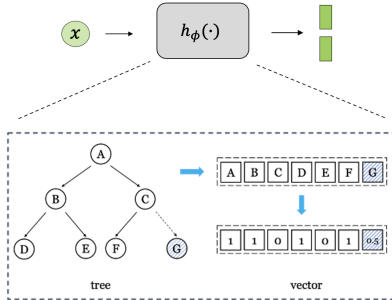 x
hϕ(·)
A
B
C
D
E
F
G
A B C D E F G
1 1 0 1 0 1 0.5
tree
vector